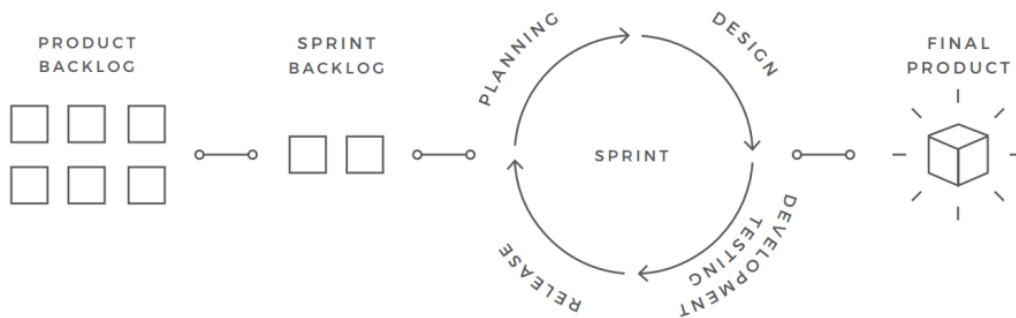 PRODUCT
BACKLOG
SPRINT
BACKLOG
PLANNING
DESIGN
SPRINT
DEVELOPMENT
TESTING
RELEASE
FINAL
PRODUCT